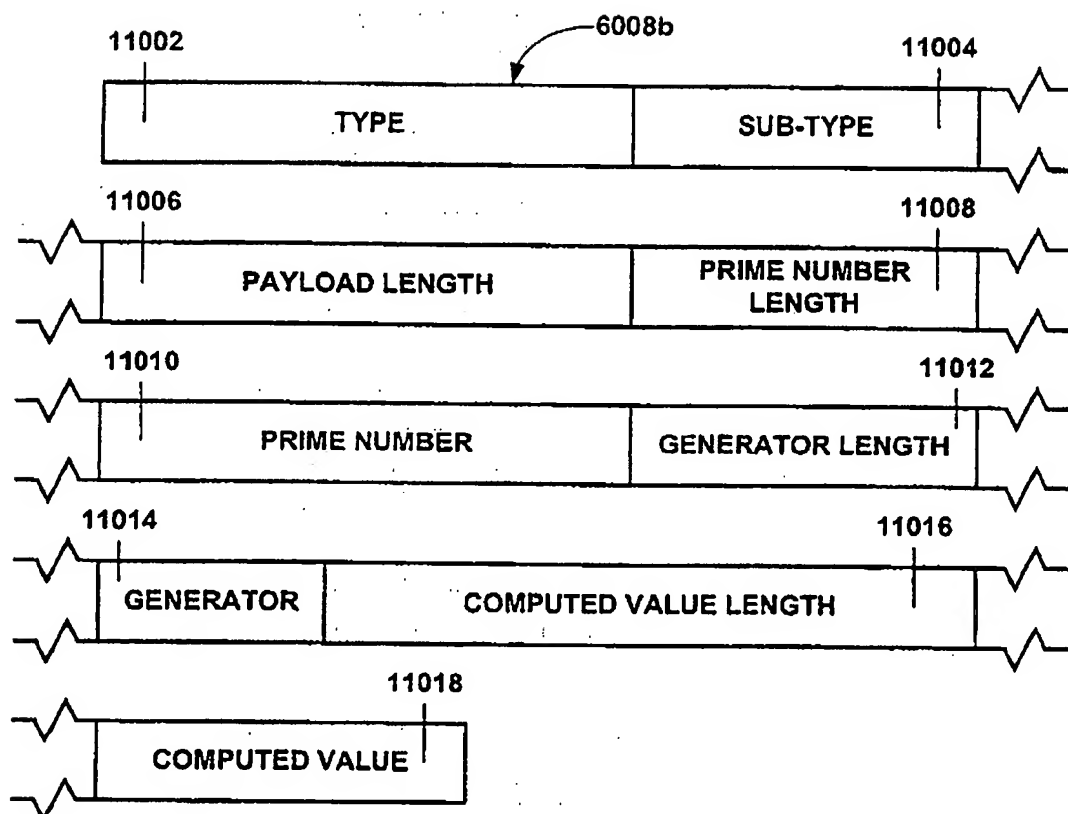 6008b
11002
11004
TYPE
SUB-TYPE
11006
11008
PAYLOAD LENGTH
PRIME NUMBER
LENGTH
11010
11012
PRIME NUMBER
GENERATOR LENGTH
11014
11016
GENERATOR
COMPUTED VALUE LENGTH
11018
COMPUTED VALUE